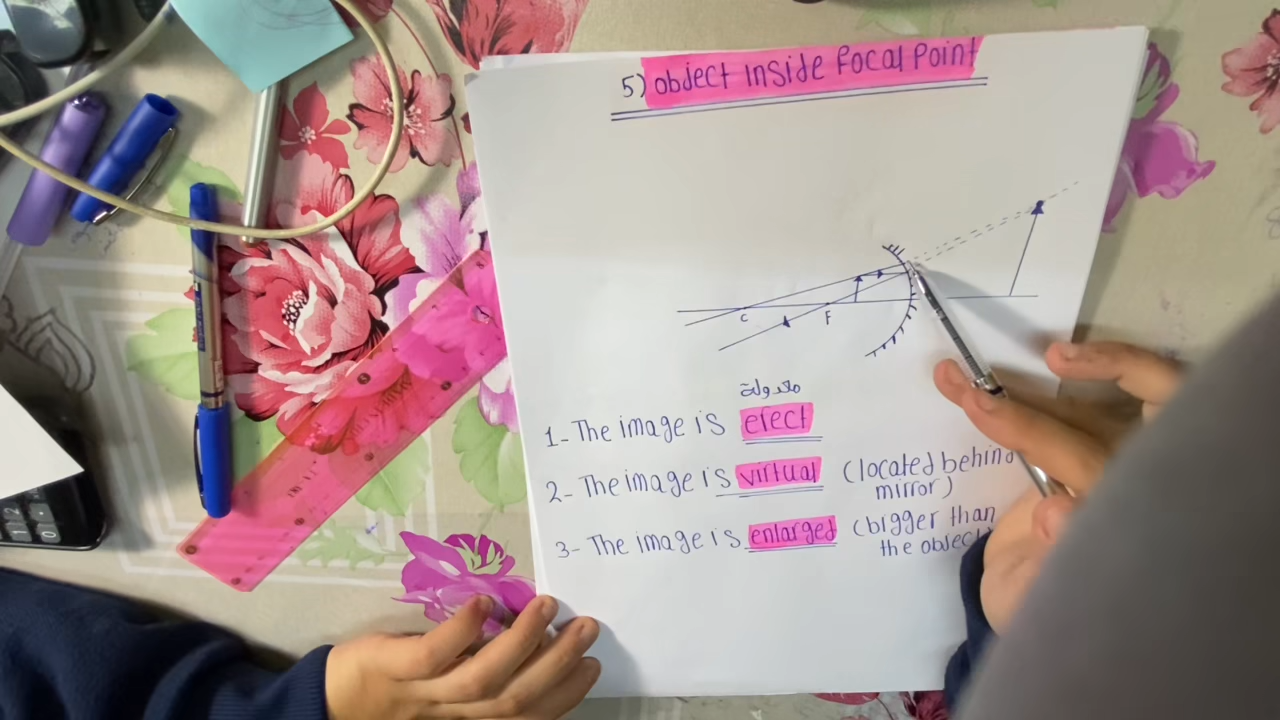 5) Object Inside Focal Point
C
F
معدولة
1- The image is erect
2- The image is virtual (located behind mirror)
3- The image is enlarged (bigger than the object